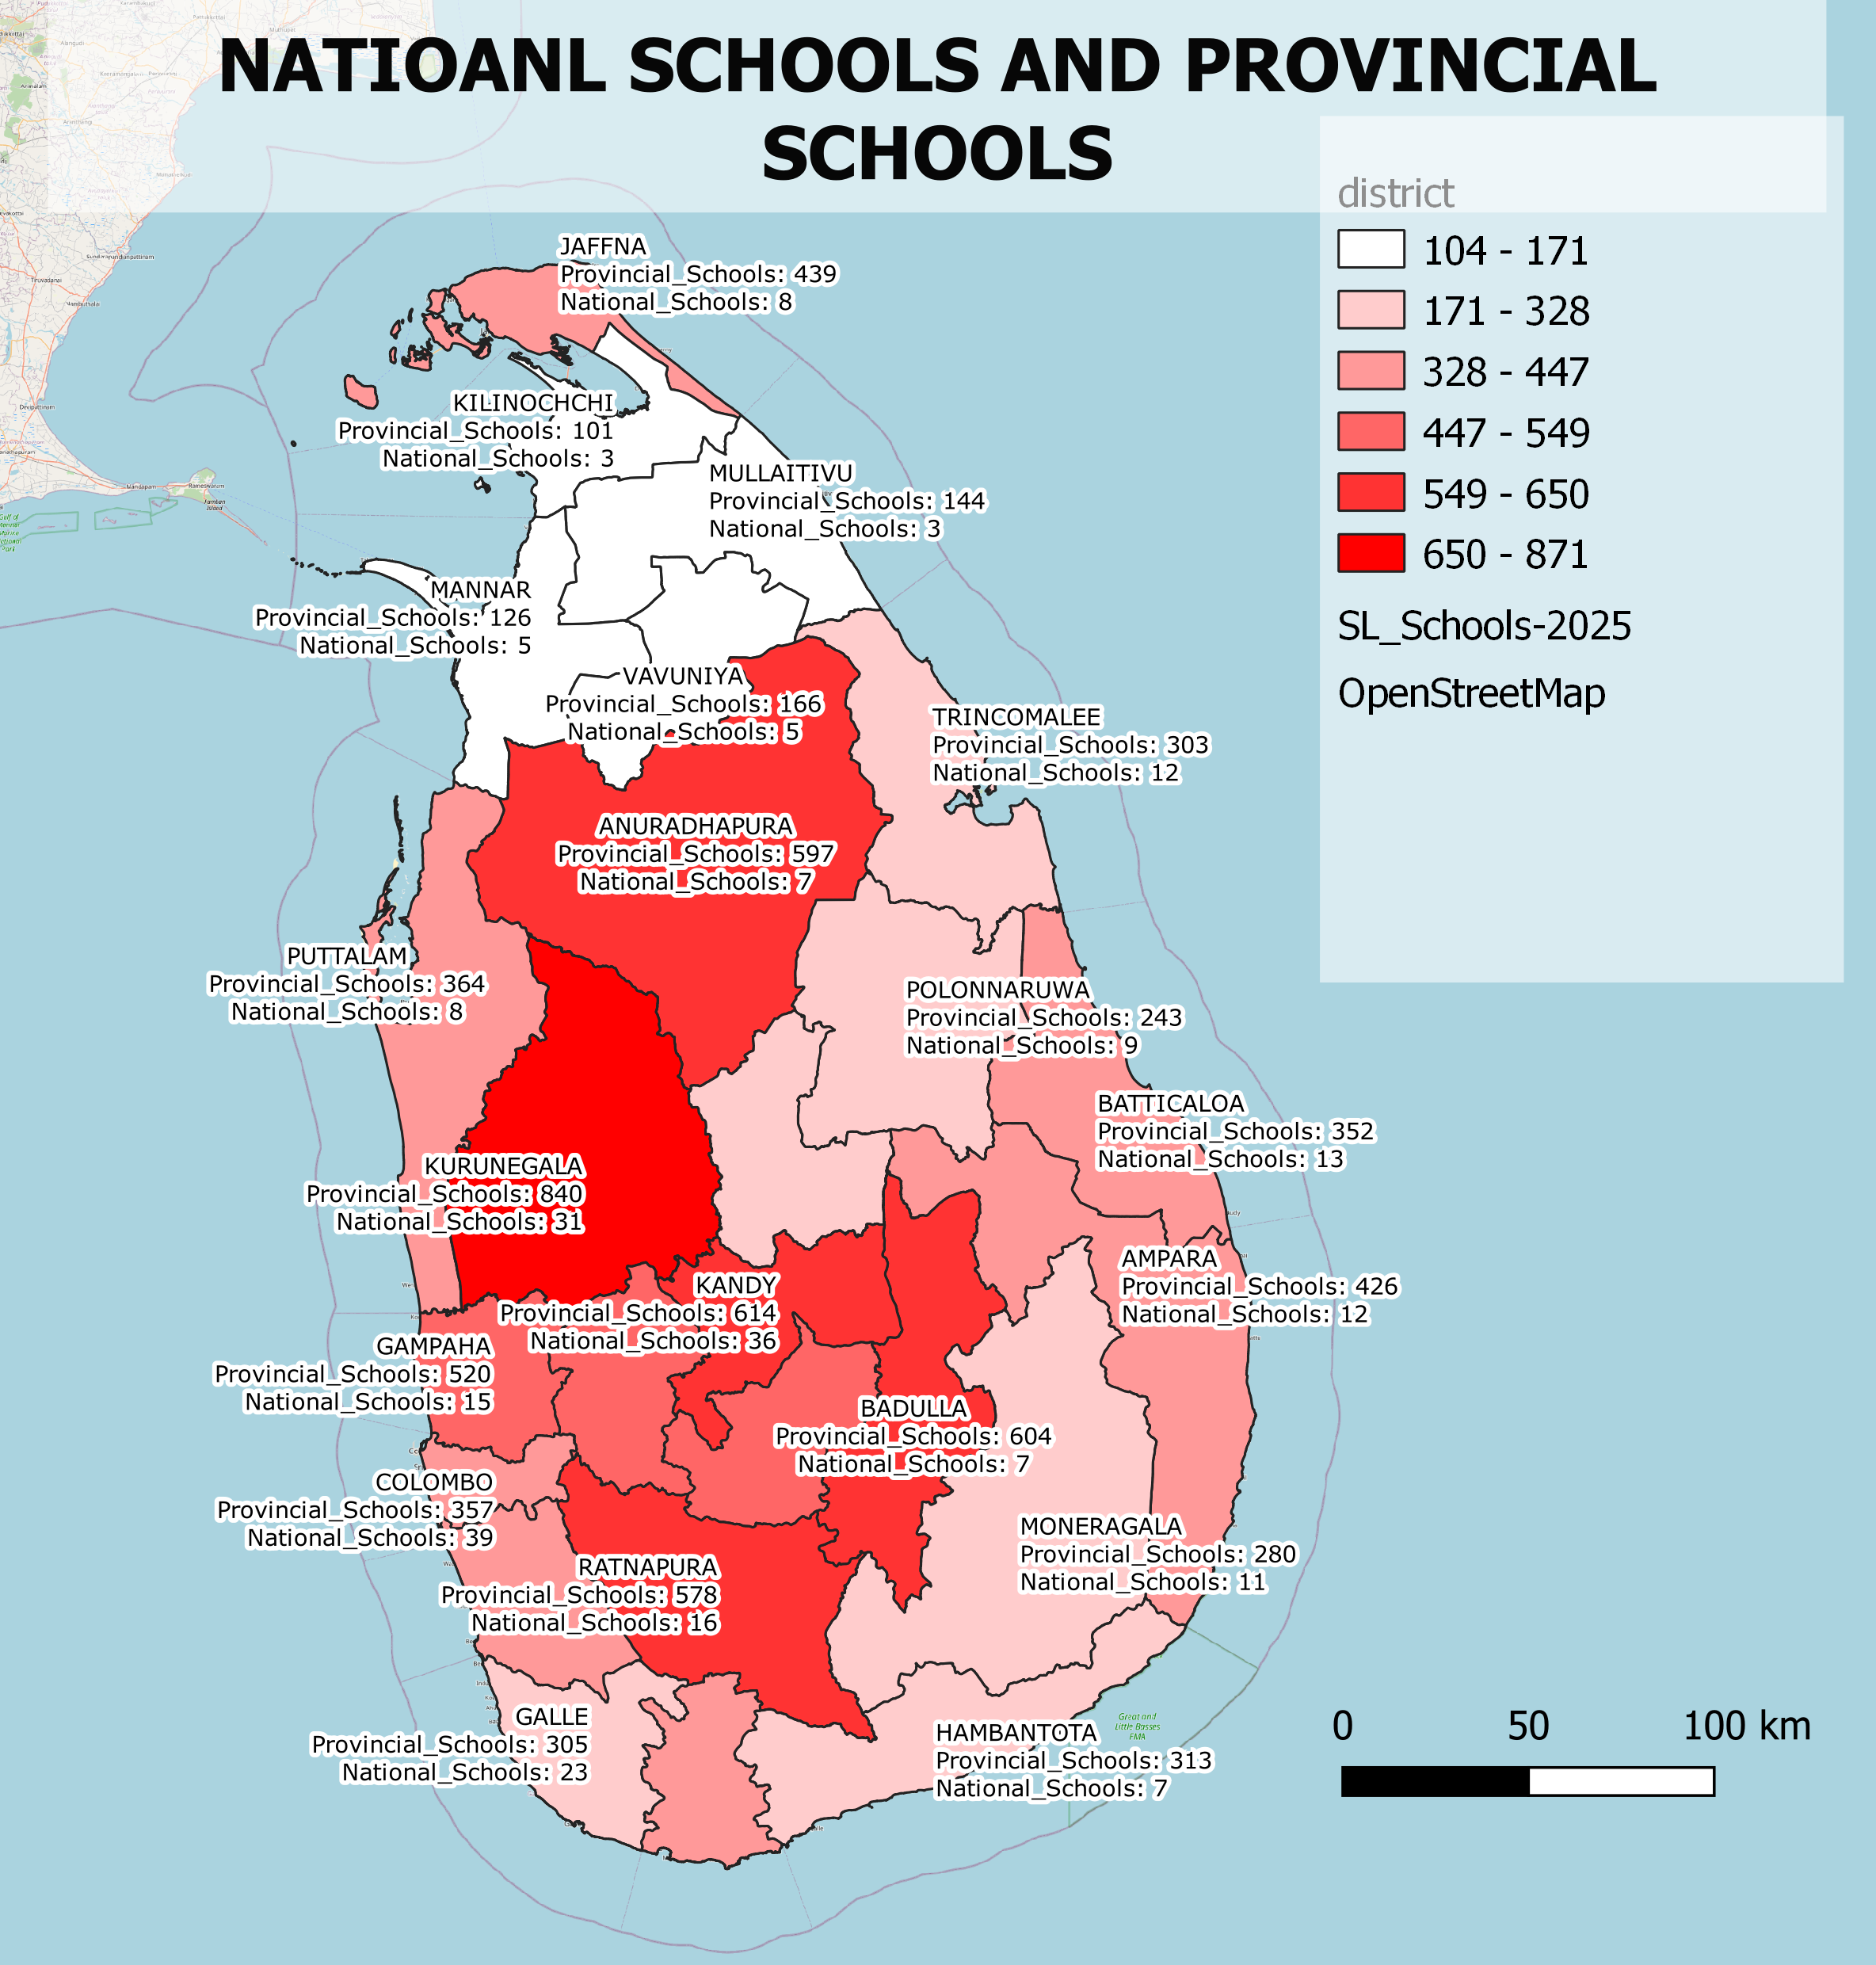 NATIOANL SCHOOLS AND PROVINCIAL
SCHOOLS
district
104 - 171
171 - 328
328 - 447
447 - 549
549 - 650
650 - 871
SL_Schools-2025
OpenStreetMap
JAFFNA
Provincial_Schools: 439
National_Schools: 8
KILINOCHCHI
Provincial_Schools: 101
National_Schools: 3
MULLAITIVU
Provincial_Schools: 144
National_Schools: 3
MANNAR
Provincial_Schools: 126
National_Schools: 5
VAVUNIYA
Provincial_Schools: 166
National_Schools: 5
TRINCOMALEE
Provincial_Schools: 303
National_Schools: 12
ANURADHAPURA
Provincial_Schools: 597
National_Schools: 7
PUTTALAM
Provincial_Schools: 364
National_Schools: 8
POLONNARUWA
Provincial_Schools: 243
National_Schools: 9
BATTICALOA
Provincial_Schools: 352
National_Schools: 13
KURUNEGALA
Provincial_Schools: 840
National_Schools: 31
AMPARA
Provincial_Schools: 426
National_Schools: 12
KANDY
Provincial_Schools: 614
National_Schools: 36
GAMPAHA
Provincial_Schools: 520
National_Schools: 15
BADULLA
Provincial_Schools: 604
National_Schools: 7
COLOMBO
Provincial_Schools: 357
National_Schools: 39
MONERAGALA
Provincial_Schools: 280
National_Schools: 11
RATNAPURA
Provincial_Schools: 578
National_Schools: 16
GALLE
Provincial_Schools: 305
National_Schools: 23
HAMBANTOTA
Provincial_Schools: 313
National_Schools: 7
Great and
Little Basses
FMA
0 50 100 km